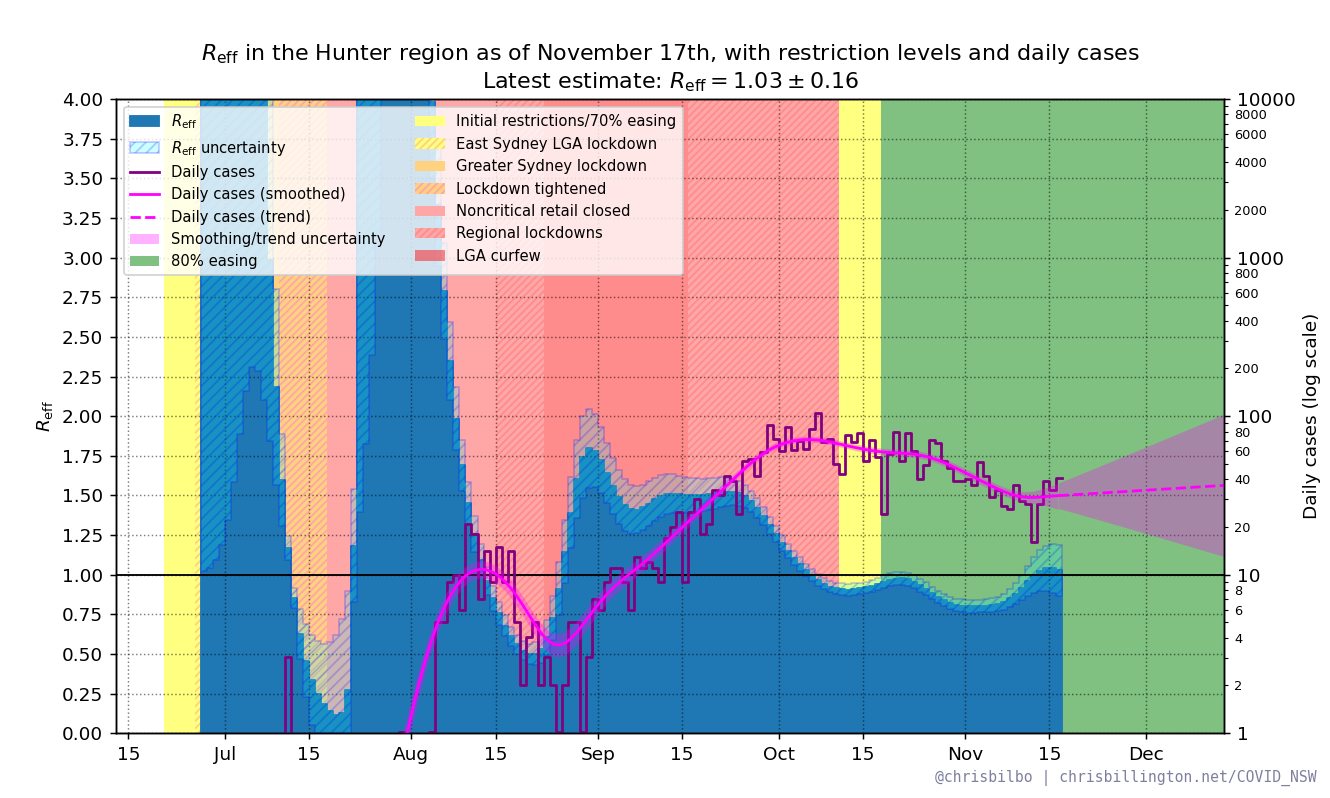 Reff in the Hunter region as of November 17th, with restriction levels and daily cases
Latest estimate: Reff = 1.03 ± 0.16
Reff
Reff uncertainty
Daily cases
Daily cases (smoothed)
Daily cases (trend)
Smoothing/trend uncertainty
80% easing
Initial restrictions/70% easing
East Sydney LGA lockdown
Greater Sydney lockdown
Lockdown tightened
Noncritical retail closed
Regional lockdowns
LGA curfew
Reff
4.00
3.75
3.50
3.25
3.00
2.75
2.50
2.25
2.00
1.75
1.50
1.25
1.00
0.75
0.50
0.25
0.00
10000
8000
6000
4000
2000
1000
800
600
400
200
100
80
60
40
20
10
8
6
4
2
1
Daily cases (log scale)
15 Jul 15 Aug 15 Sep 15 Oct 15 Nov 15 Dec
@chrisbilbo | chrisbillington.net/COVID_NSW